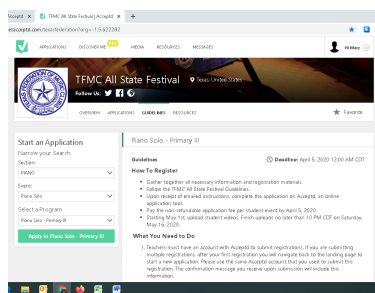 Acceptd
TFMC All State Festival | Acceptd
etacceptd.com/texasfederation?org=-1.5.622282
APPLICATIONS
DISCOVER ME
MEDIA
RESOURCES
MESSAGES
Hi Mary
TFMC All State Festival
Texas, United States
Follow Us:
OVERVIEW
APPLICATIONS
GUIDELINES
RESOURCES
Favorite
Start an Application
Narrow your Search
Section:
PIANO
Event:
Piano Solo
Select a Program
Piano Solo - Primary III
Apply to Piano Solo - Primary III
Piano Solo - Primary III
Guidelines
Deadline: April 5, 2020 12:00 AM CDT
How To Register
Gather together all necessary information and registration materials.
Follow the TFMC All State Festival Guidelines.
Upon receipt of emailed instructions, complete the application on Acceptd, an online
application tool.
Pay the non-refundable application fee per student event by April 5, 2020.
Starting May 1st, upload student videos. Finish uploads no later than 10 PM CDT on Saturday,
May 16, 2020.
What You Need to Do
1. Teachers must have an account with Acceptd to submit registrations. If you are submitting
multiple registrations, after your first registration you will navigate back to the landing page to
start a new application. Please use the same Acceptd account that you used to submit this
registration. The confirmation message you receive upon submission will include this
information.